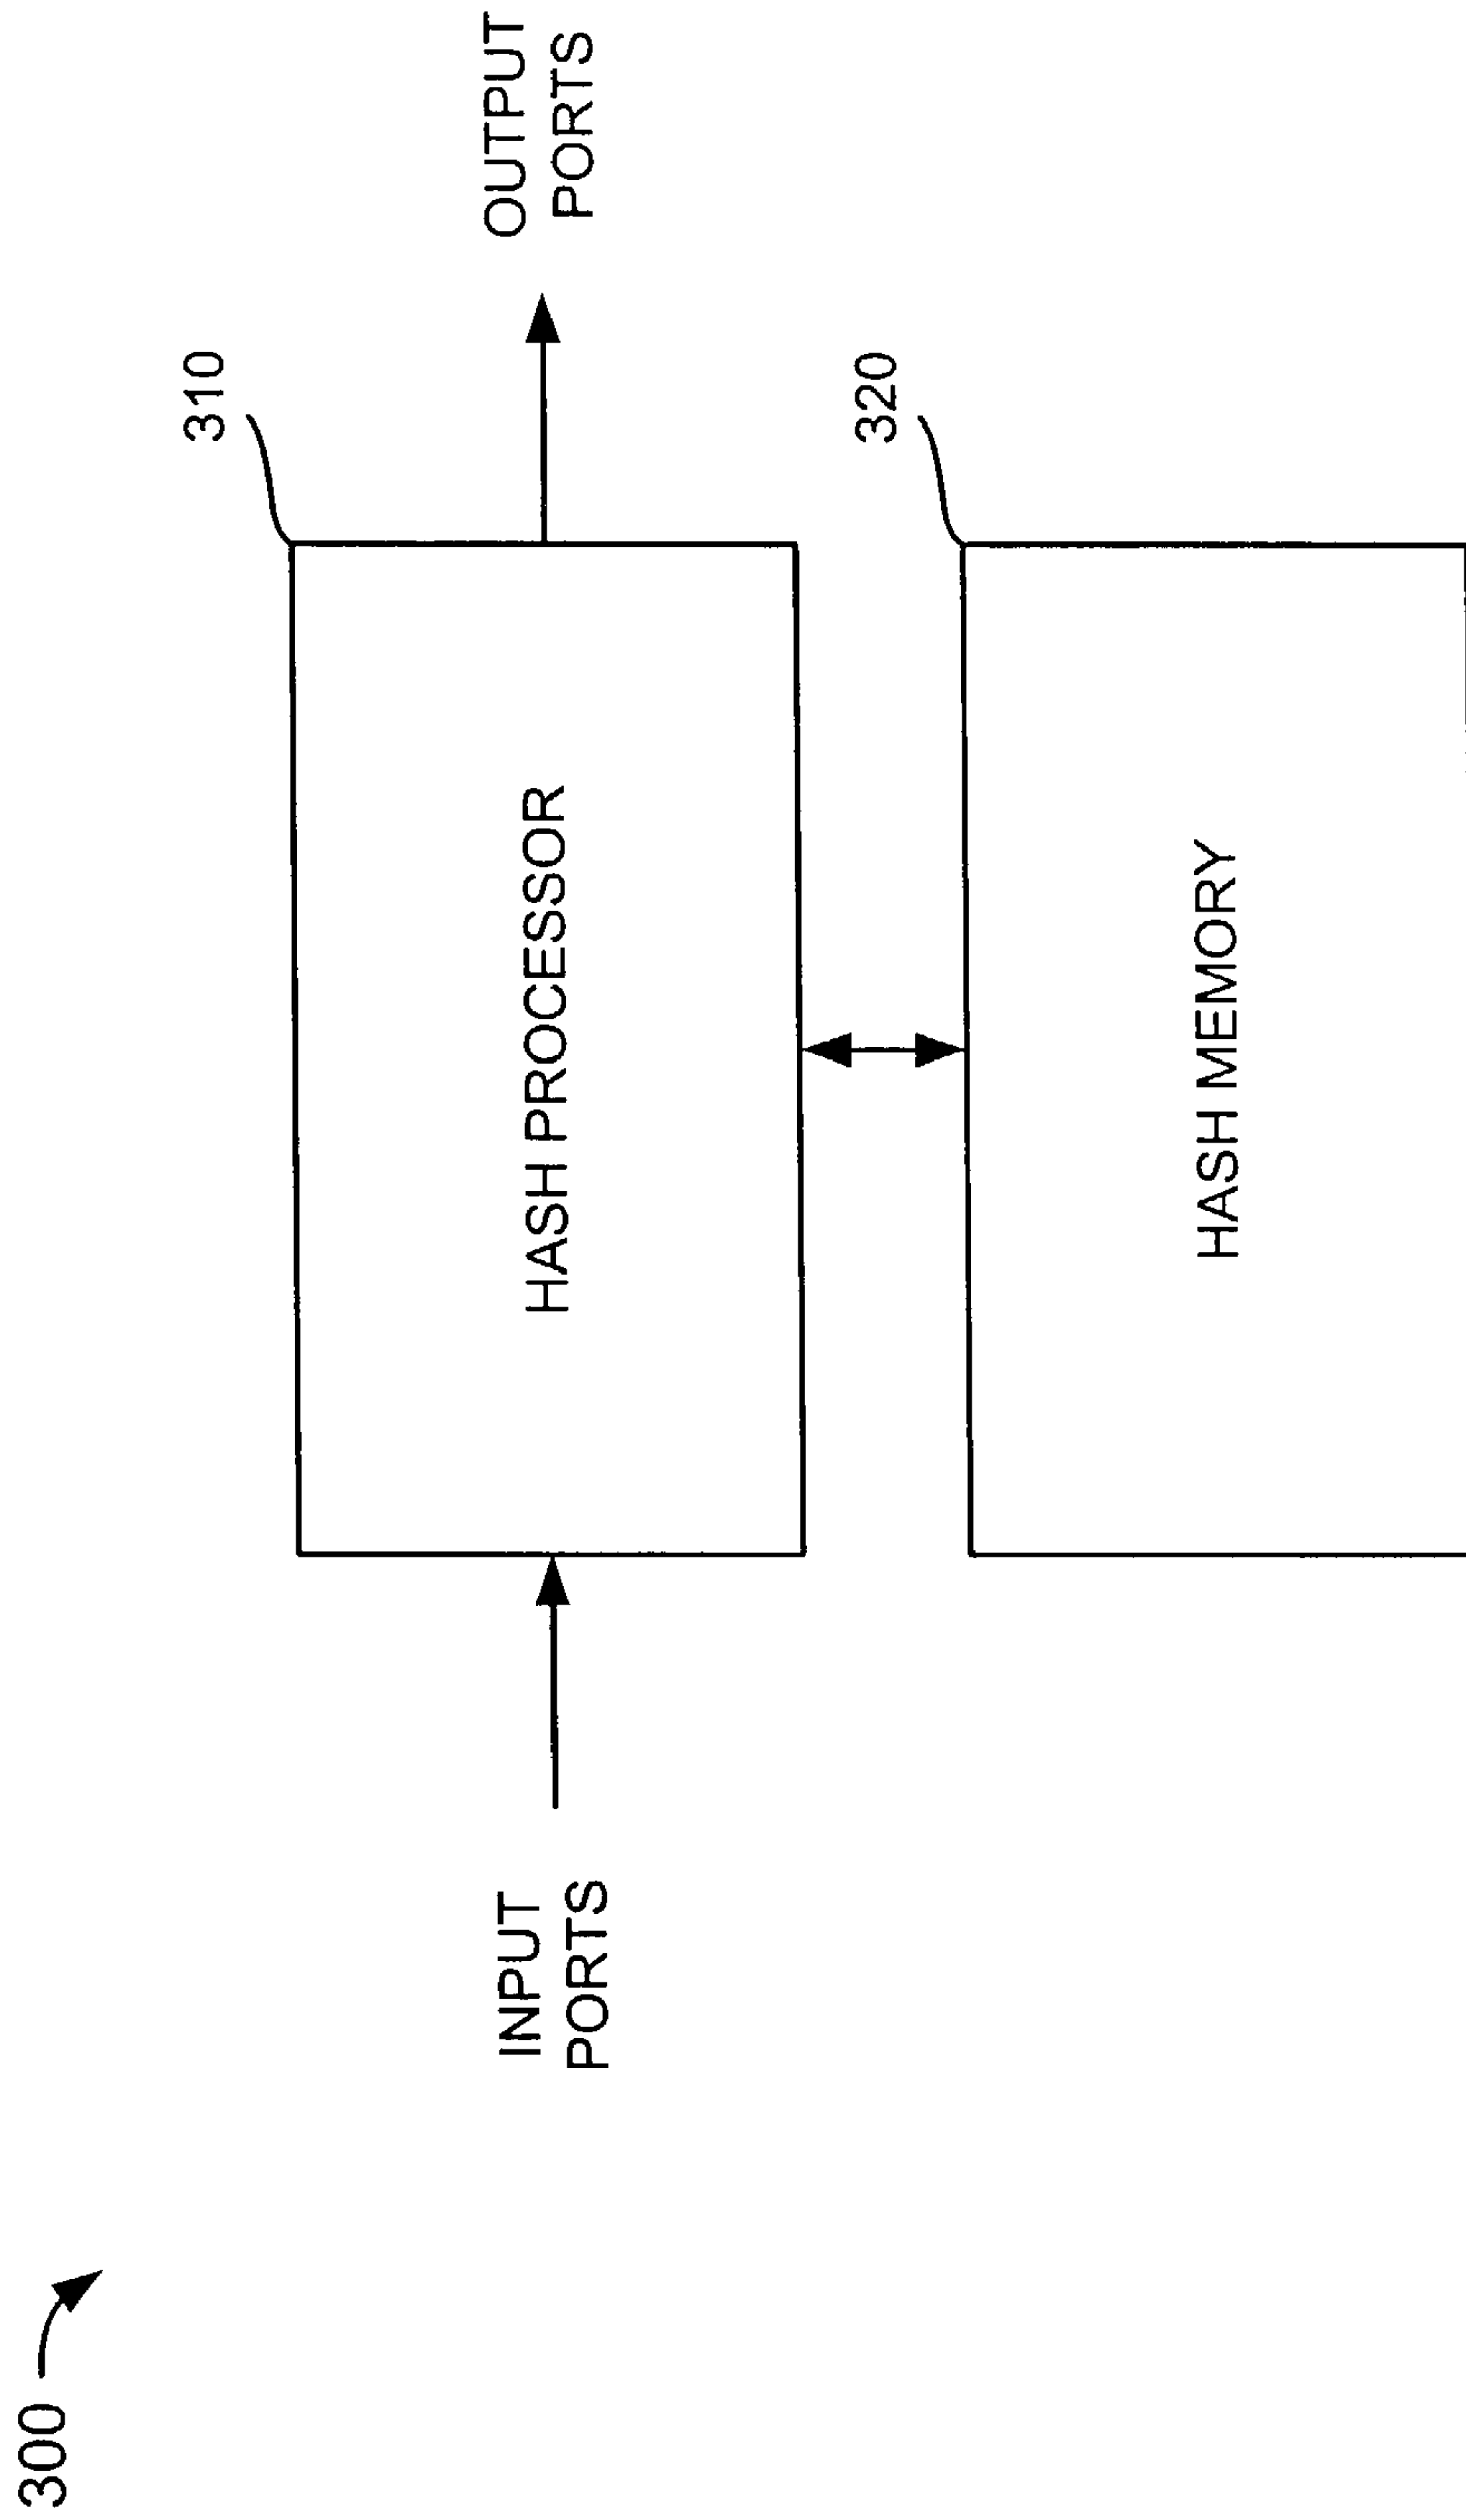 300
310
INPUT
PORTS
HASH PROCESSOR
OUTPUT
PORTS
320
HASH MEMORY